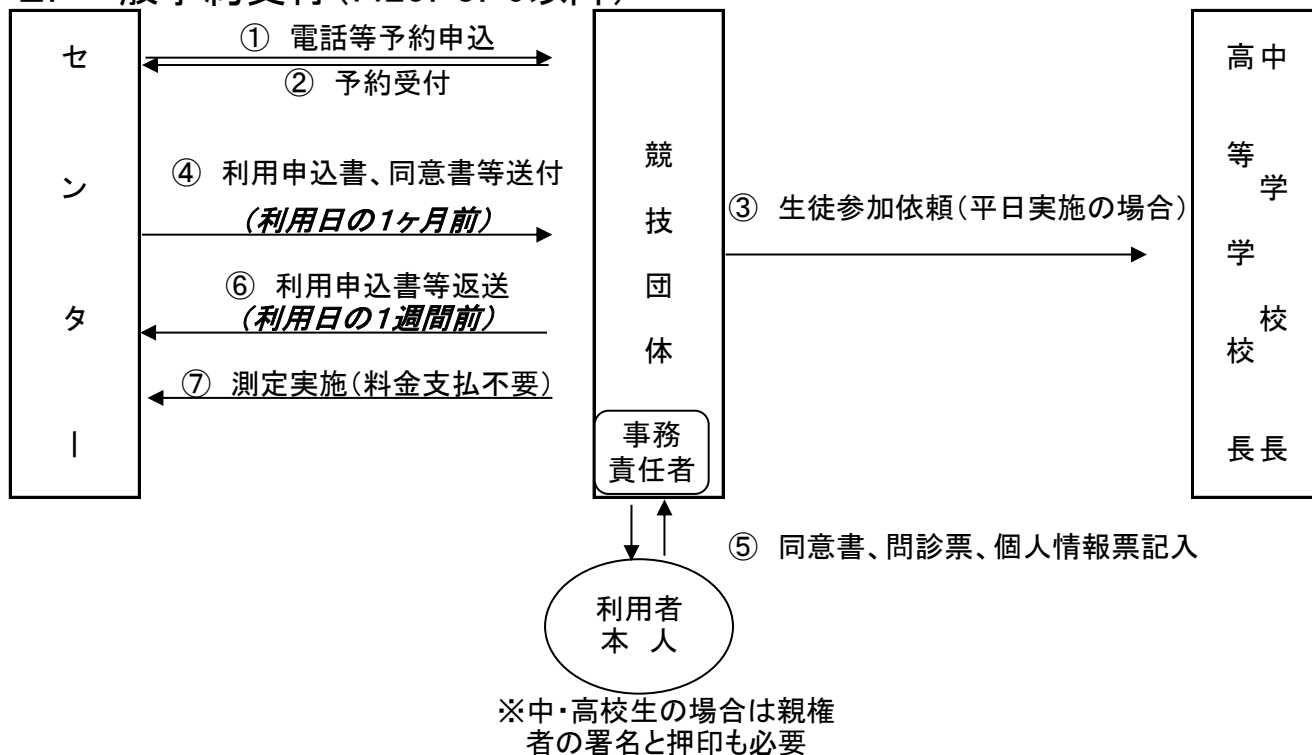 般予約受付
① 電話等予約申込
② 予約受付
センター
④ 利用申込書、同意書等送付
(利用日の1ヶ月前)
⑥ 利用申込書等返送
(利用日の1週間前)
⑦ 測定実施(料金支払不要)
競技団体
事務
責任者
③ 生徒参加依頼(平日実施の場合)
中学校長
高等学校校長
⑤ 同意書、問診票、個人情報票記入
利用者
本 人
※中・高校生の場合は親権
者の署名と押印も必要